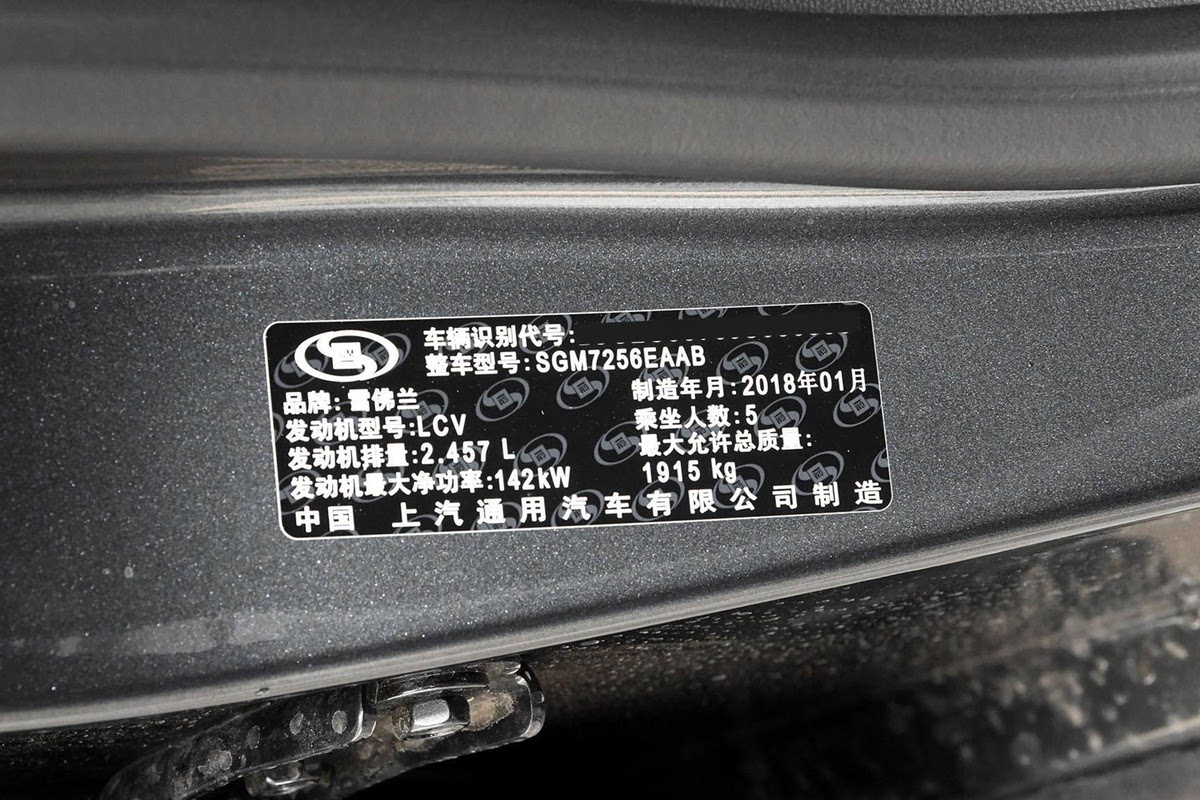 车辆识别代号:
整车型号:SGM7256EAAB
品牌:雪佛兰 制造年月:2018年01月
发动机型号:LCV 乘坐人数:5
发动机排量:2.457 L 最大允许总质量:
发动机最大净功率:142kW 1915 kg
中国 上汽通用汽车有限公司制造